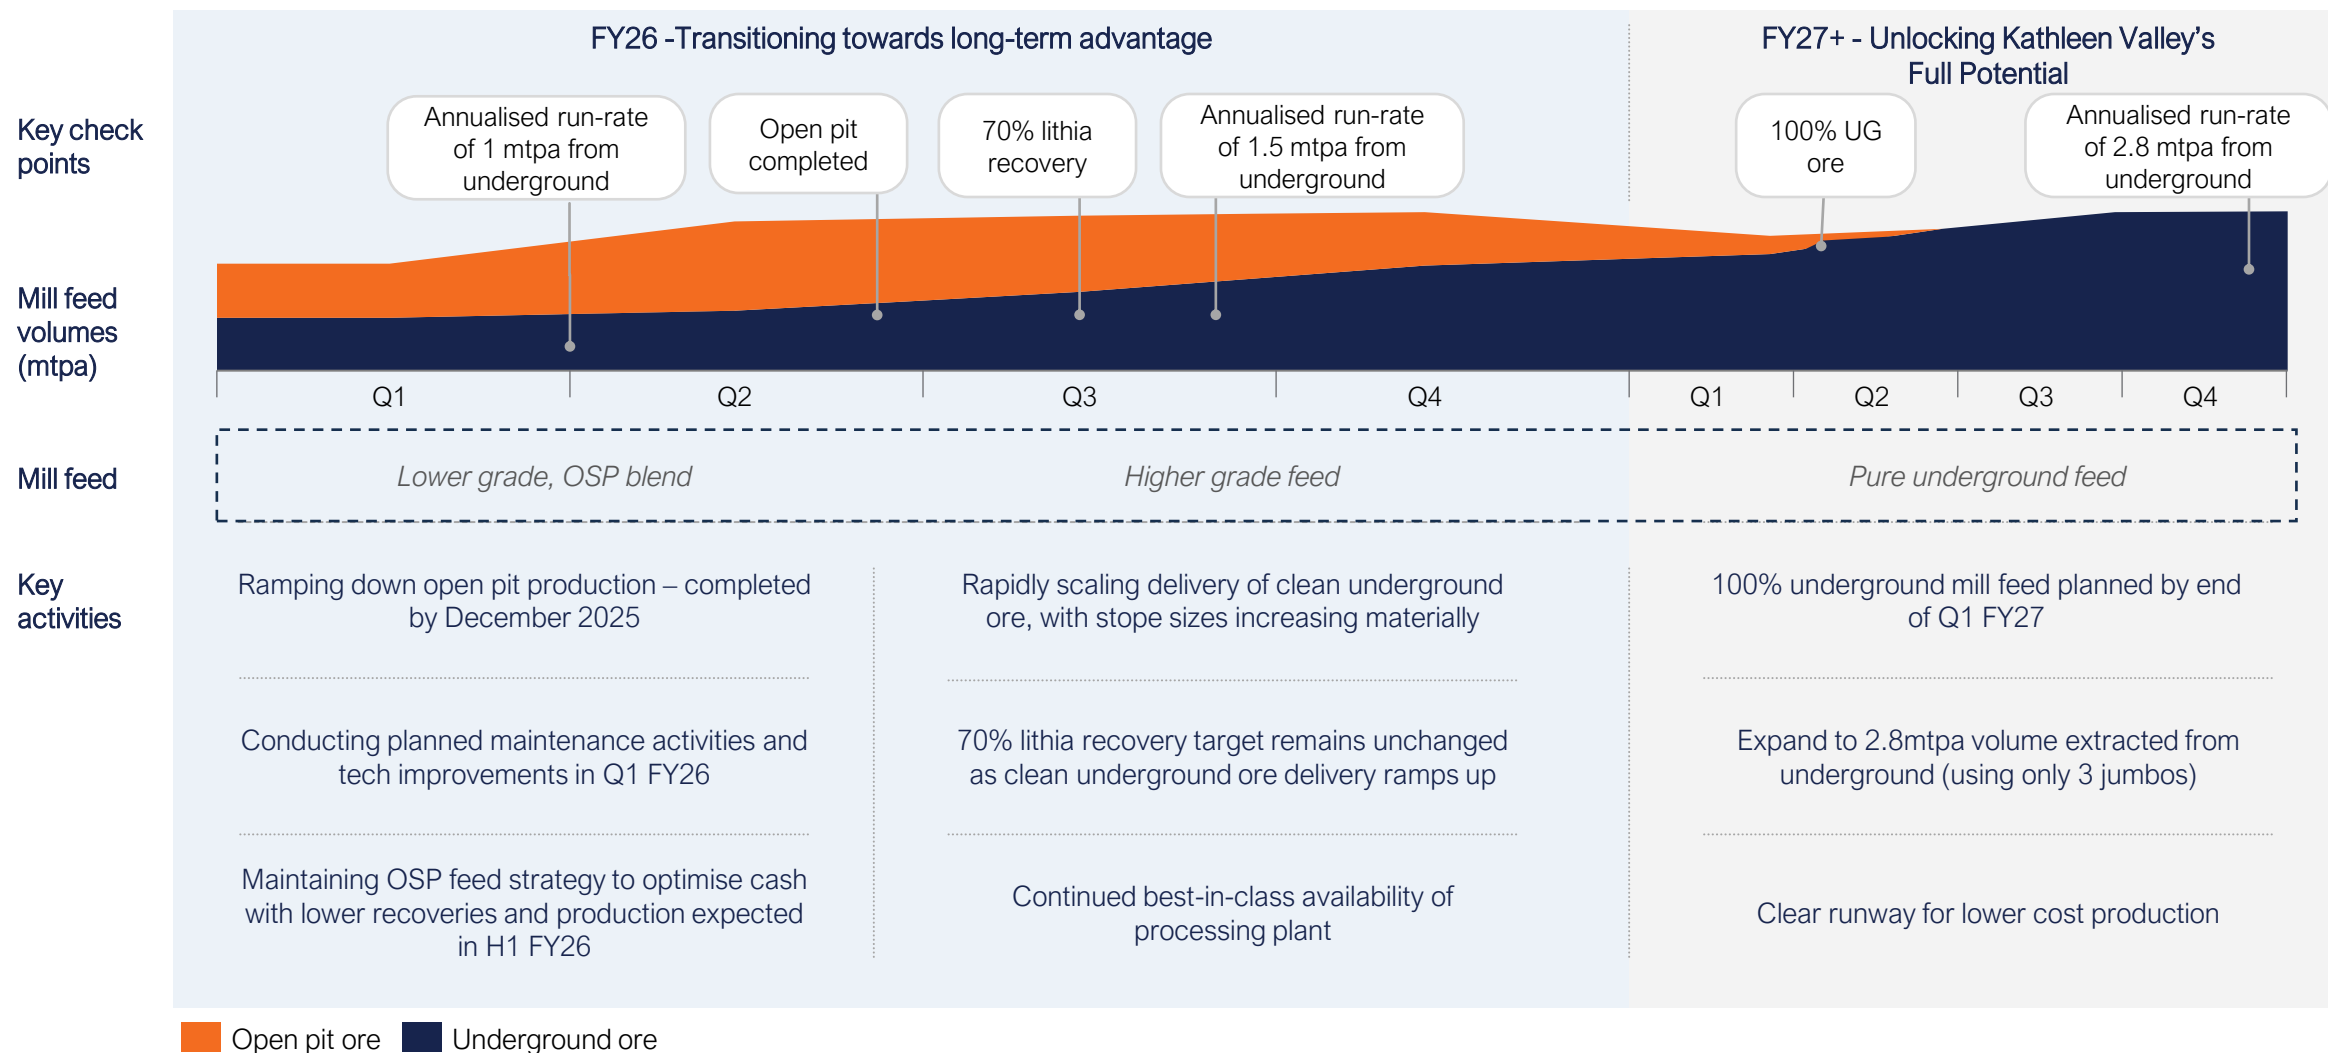 FY26 -Transitioning towards long-term advantage
FY27+ - Unlocking Kathleen Valley’s
Full Potential
Key check
points
Annualised run-rate
of 1 mtpa from
underground
Open pit
completed
70% lithia
recovery
Annualised run-rate
of 1.5 mtpa from
underground
100% UG
ore
Annualised run-rate
of 2.8 mtpa from
underground
Mill feed
volumes
(mtpa)
Q1
Q2
Q3
Q4
Q1
Q2
Q3
Q4
Mill feed
Lower grade, OSP blend
Higher grade feed
Pure underground feed
Key
activities
Ramping down open pit production – completed
by December 2025
Rapidly scaling delivery of clean underground
ore, with stope sizes increasing materially
100% underground mill feed planned by end
of Q1 FY27
Conducting planned maintenance activities and
tech improvements in Q1 FY26
70% lithia recovery target remains unchanged
as clean underground ore delivery ramps up
Expand to 2.8mtpa volume extracted from
underground (using only 3 jumbos)
Maintaining OSP feed strategy to optimise cash
with lower recoveries and production expected
in H1 FY26
Continued best-in-class availability of
processing plant
Clear runway for lower cost production
Open pit ore
Underground ore